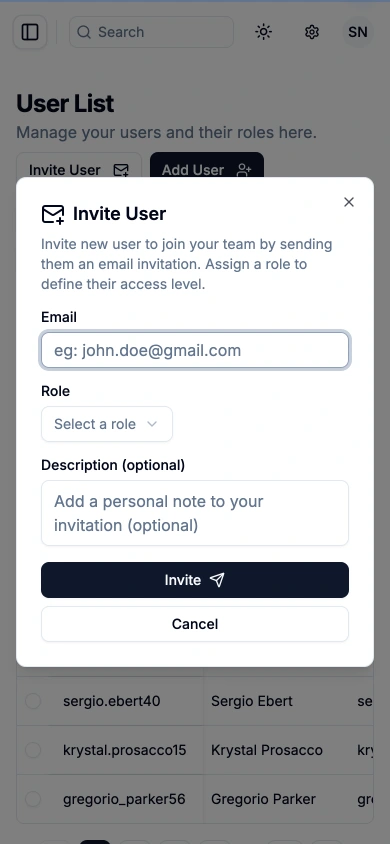 Search
SN
User List
Manage your users and their roles here.
Invite User
Add User
Invite User
Invite new user to join your team by sending
them an email invitation. Assign a role to
define their access level.
Email
eg: john.doe@gmail.com
Role
Select a role
Description (optional)
Add a personal note to your
invitation (optional)
Invite
Cancel
sergio.ebert40 Sergio Ebert se
krystal.prosacco15 Krystal Prosacco kry
gregorio_parker56 Gregorio Parker gre